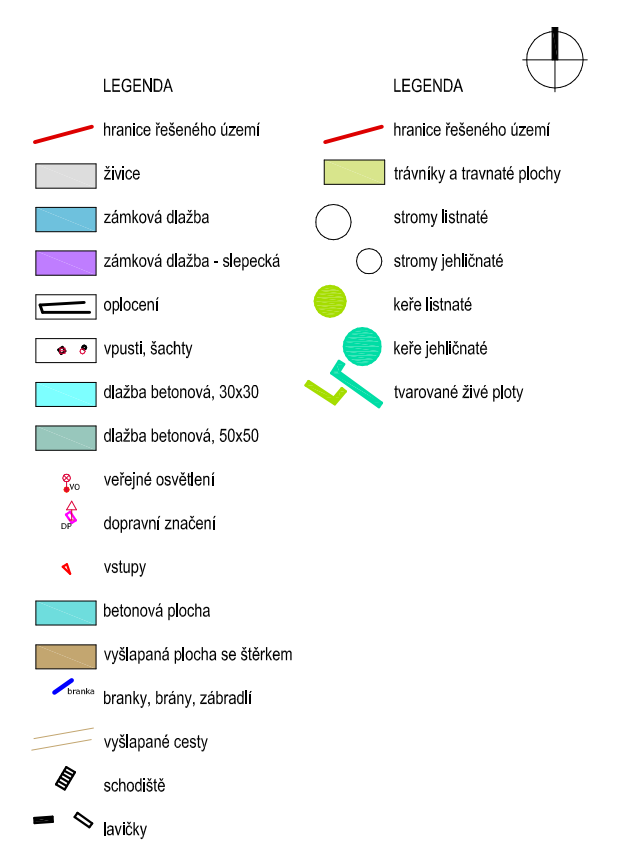 LEGENDA
hranice řešeného území
živice
zámková dlažba
zámková dlažba - slepecká
oplocení
vpusti, šachty
dlažba betonová, 30x30
dlažba betonová, 50x50
VO
veřejné osvětlení
DP
dopravní značení
vstupy
betonová plocha
vyšlapaná plocha se štěrkem
branka
branky, brány, zábradlí
vyšlapané cesty
schodiště
lavičky
LEGENDA
hranice řešeného území
trávníky a travnaté plochy
stromy listnaté
stromy jehličnaté
keře listnaté
keře jehličnaté
tvarované živé ploty